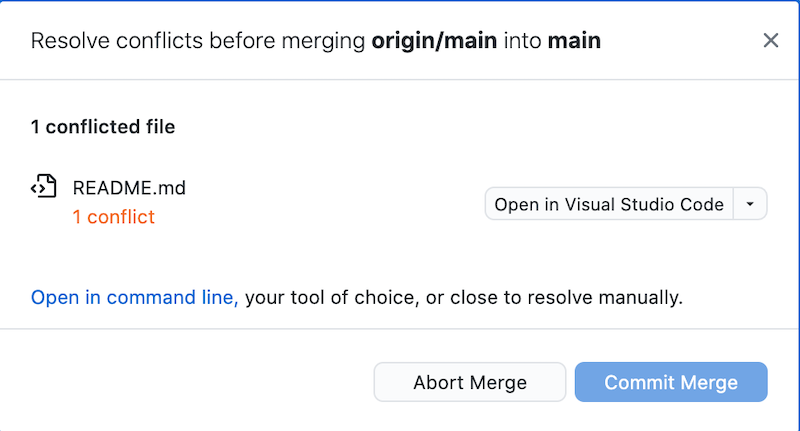 Resolve conflicts before merging origin/main into main
1 conflicted file
README.md
1 conflict
Open in Visual Studio Code
Open in command line, your tool of choice, or close to resolve manually.
Abort Merge
Commit Merge